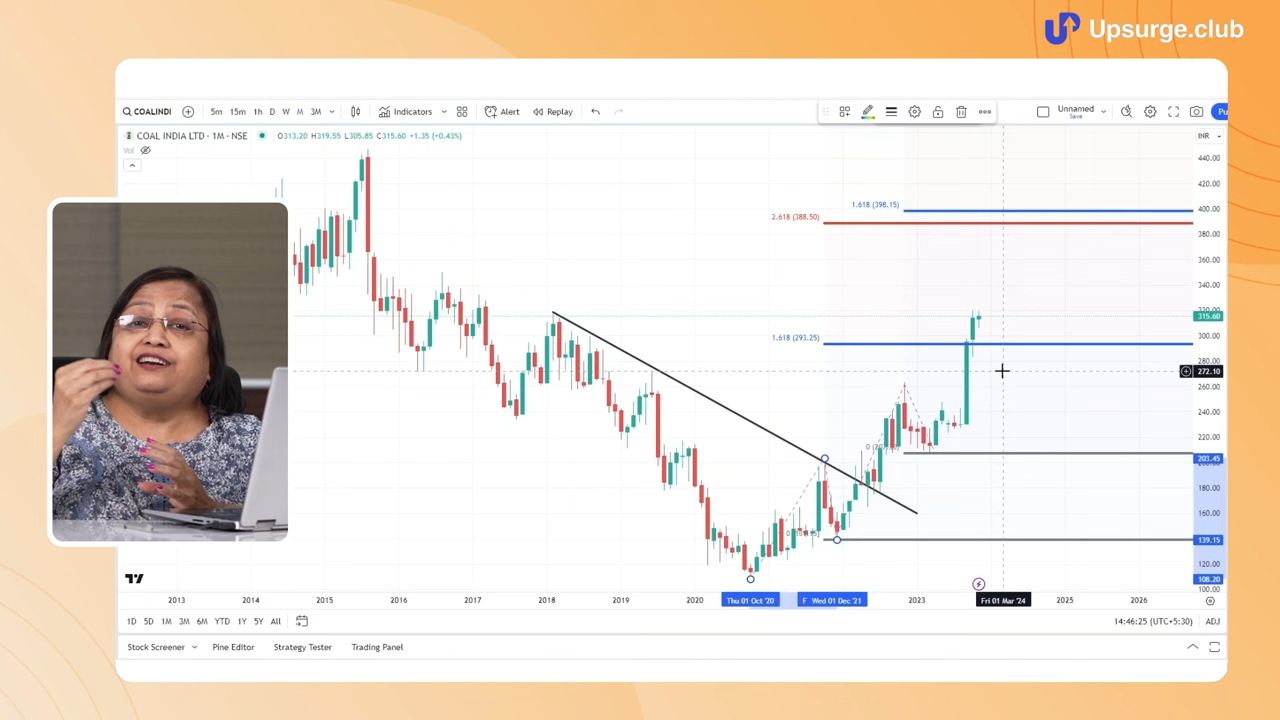 Upsurge.club
COALINDI 5m 15m 1h D W M 3M Indicators Alert Replay Unnamed Save Pu
COAL INDIA LTD · 1M · NSE O313.20 H319.55 L305.85 C315.60 +1.35 (+0.43%) INR
Vol
440.00
420.00
1.618 (398.15) 400.00
2.618 (388.50)
380.00
360.00
340.00
315.60
1.618 (293.25) 300.00
280.00
272.10
260.00
240.00
220.00
203.45
180.00
160.00
139.15
120.00
108.20
100.00
2013 2014 2015 2016 2017 2018 2019 2020 Thu 01 Oct '20 F Wed 01 Dec '21 2023 Fri 01 Mar '24 2025 2026
1D 5D 1M 3M 6M YTD 1Y 5Y All 14:46:25 (UTC+5:30) ADJ
Stock Screener Pine Editor Strategy Tester Trading Panel